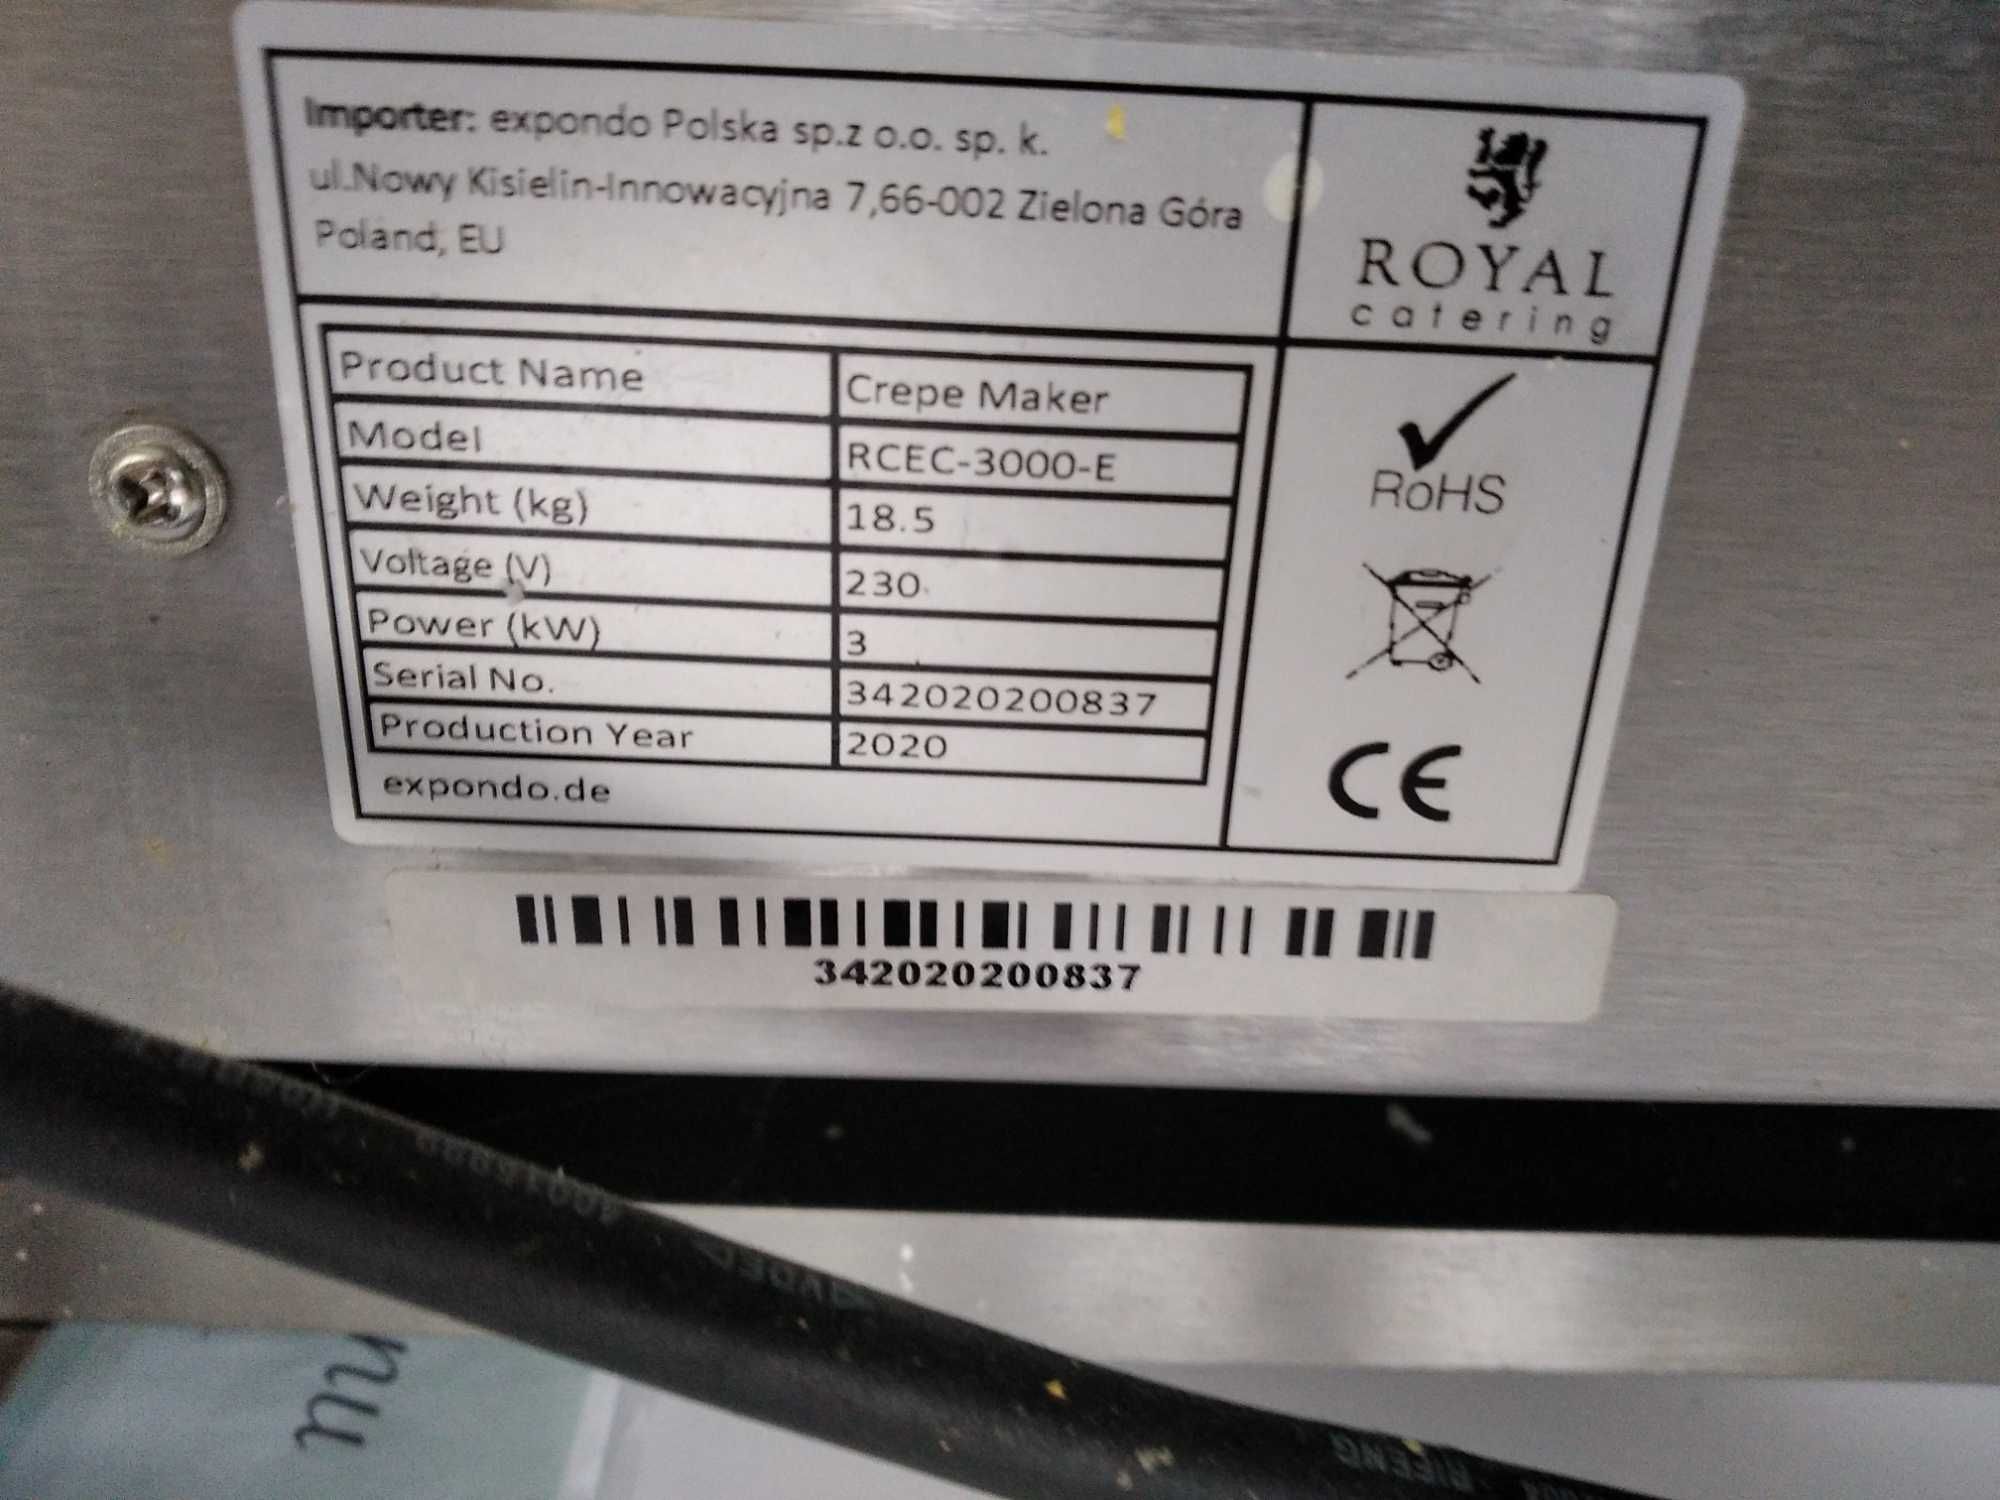 Importer: expondo Polska sp.z o.o. sp. k.
ul.Nowy Kisielin-Innowacyjna 7,66-002 Zielona Góra
Poland, EU
ROYAL
catering
Product Name Crepe Maker
Model RCEC-3000-E
Weight (kg) 18.5
Voltage (V) 230
Power (kW) 3
Serial No. 342020200837
Production Year 2020
expondo.de
RoHS
CE
342020200837
nu